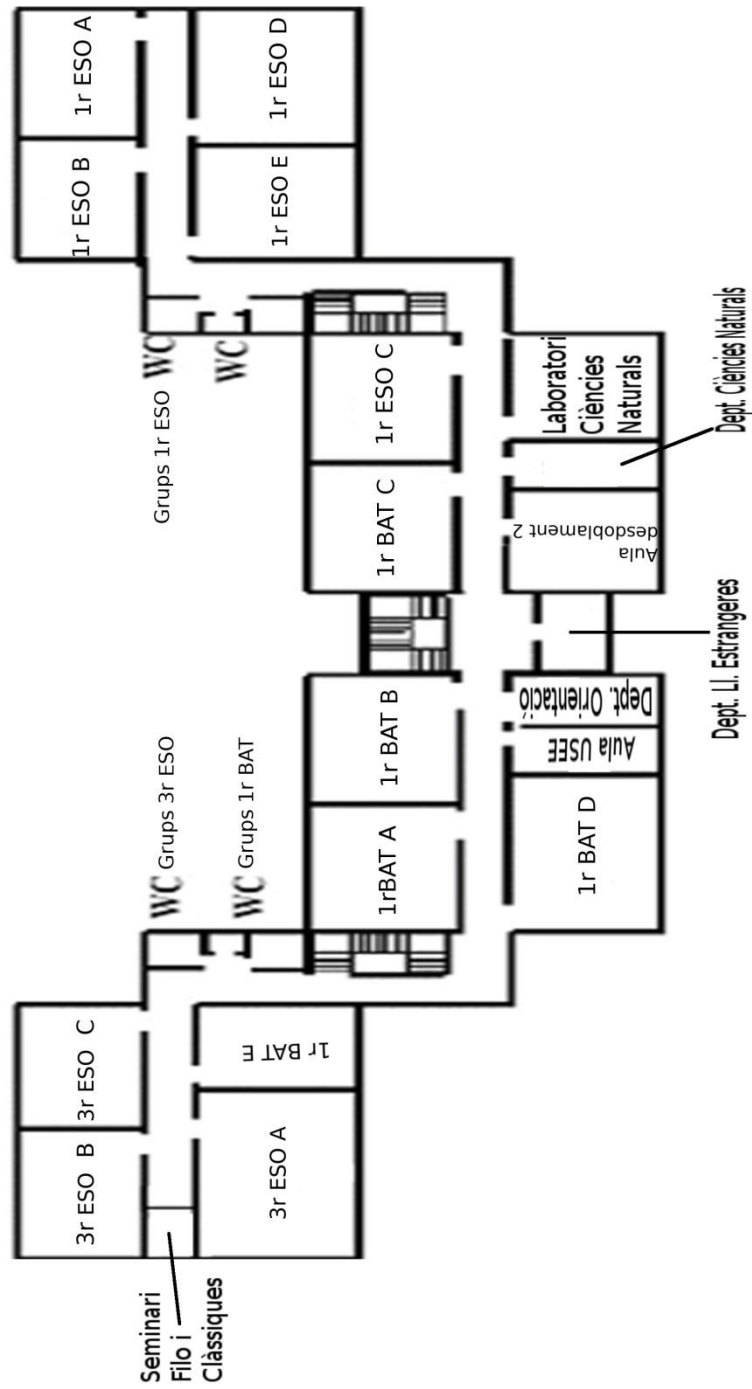 1r ESO A
1r ESO B
1r ESO D
1r ESO E
WC
WC
Grups 1r ESO
1r ESO C
1r BAT C
Laboratori
Ciències
Naturals
Dept. Ciències Naturals
Aula
desdoblament 2
Dept. Ll. Estrangeres
Dept. Orientació
Aula USEE
1r BAT B
1rBAT A
1r BAT D
WC Grups 3r ESO
WC Grups 1r BAT
3r ESO C
3r ESO B
1r BAT E
3r ESO A
Seminari
Filo i
Clàssiques